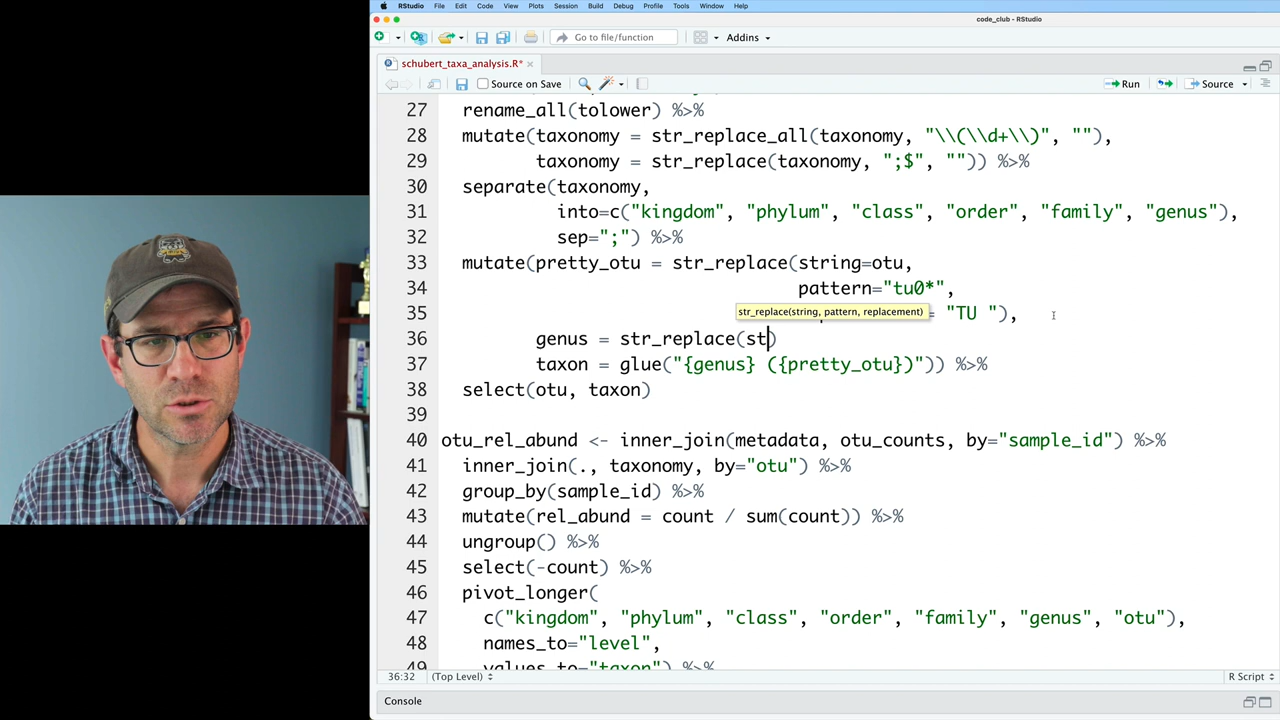 RStudio File Edit Code View Plots Session Build Debug Profile Tools Window Help
code_club - RStudio
Go to file/function Addins
schubert_taxa_analysis.R*
Source on Save Run Source
27 rename_all(tolower) %>%
28 mutate(taxonomy = str_replace_all(taxonomy, "\\(\\d+\\)", ""),
29 taxonomy = str_replace(taxonomy, ";$", "")) %>%
30 separate(taxonomy,
31 into=c("kingdom", "phylum", "class", "order", "family", "genus"),
32 sep=";") %>%
33 mutate(pretty_otu = str_replace(string=otu,
34 pattern="tu0*",
str_replace(string, pattern, replacement)
35 = "TU "),
36 genus = str_replace(st)
37 taxon = glue("{genus} ({pretty_otu})")) %>%
38 select(otu, taxon)
39
40 otu_rel_abund <- inner_join(metadata, otu_counts, by="sample_id") %>%
41 inner_join(., taxonomy, by="otu") %>%
42 group_by(sample_id) %>%
43 mutate(rel_abund = count / sum(count)) %>%
44 ungroup() %>%
45 select(-count) %>%
46 pivot_longer(
47 c("kingdom", "phylum", "class", "order", "family", "genus", "otu"),
48 names_to="level",
49 values_to="taxon") %>%
36:32 (Top Level) R Script
Console